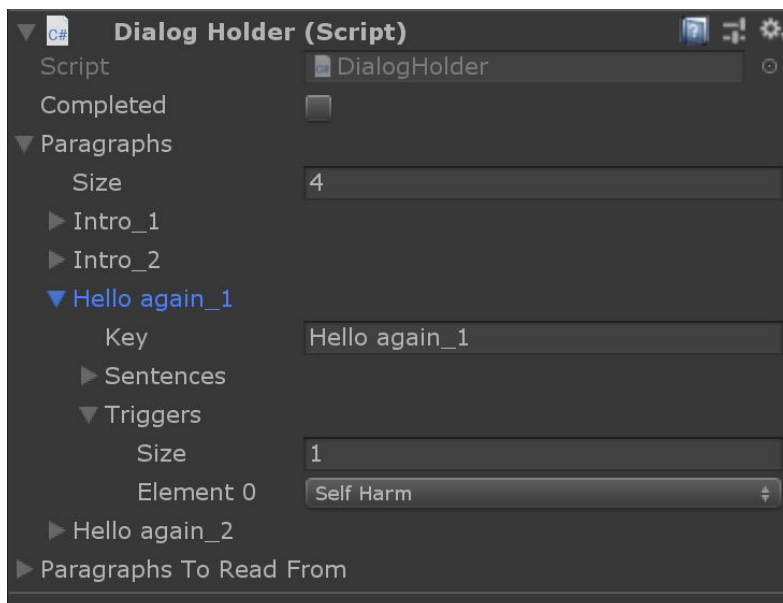 C# Dialog Holder (Script)
Script DialogHolder
Completed
Paragraphs
Size 4
Intro_1
Intro_2
Hello again_1
Key Hello again_1
Sentences
Triggers
Size 1
Element 0 Self Harm
Hello again_2
Paragraphs To Read From